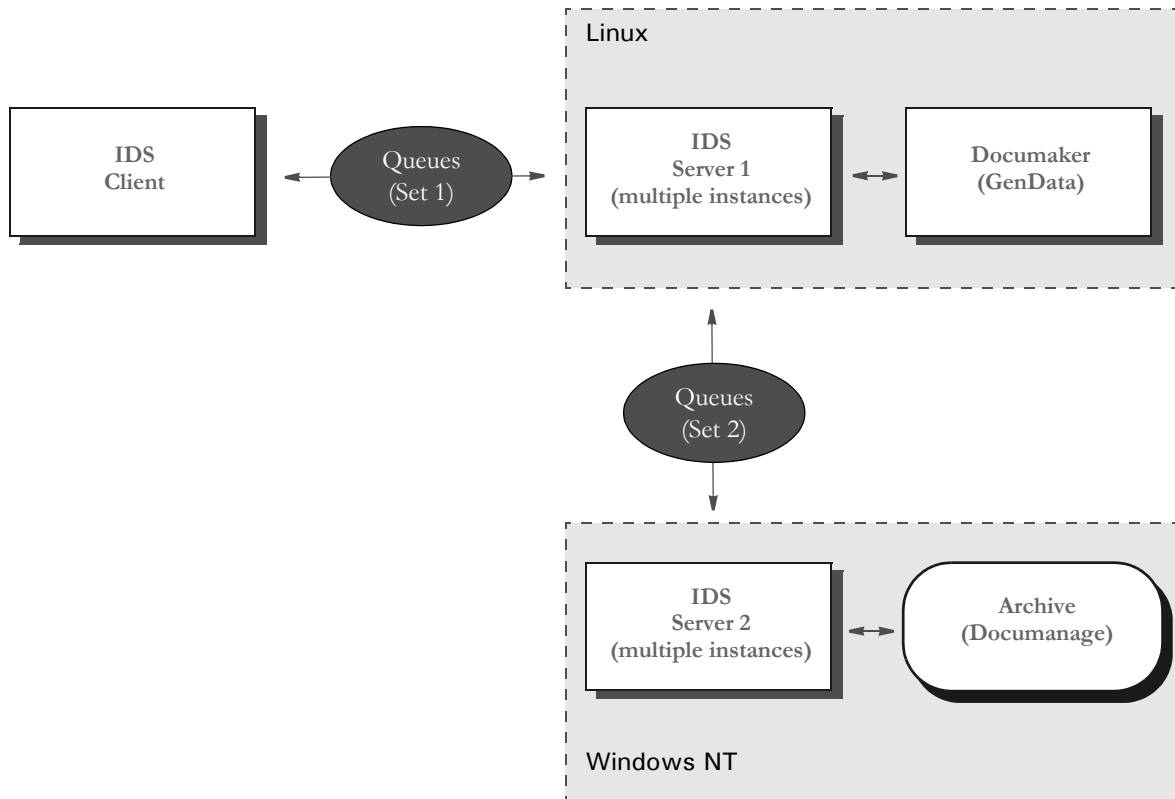 Linux
IDS
Client
Queues
(Set 1)
IDS
Server 1
(multiple instances)
Documaker
(GenData)
Queues
(Set 2)
IDS
Server 2
(multiple instances)
Archive
(Documanage)
Windows NT